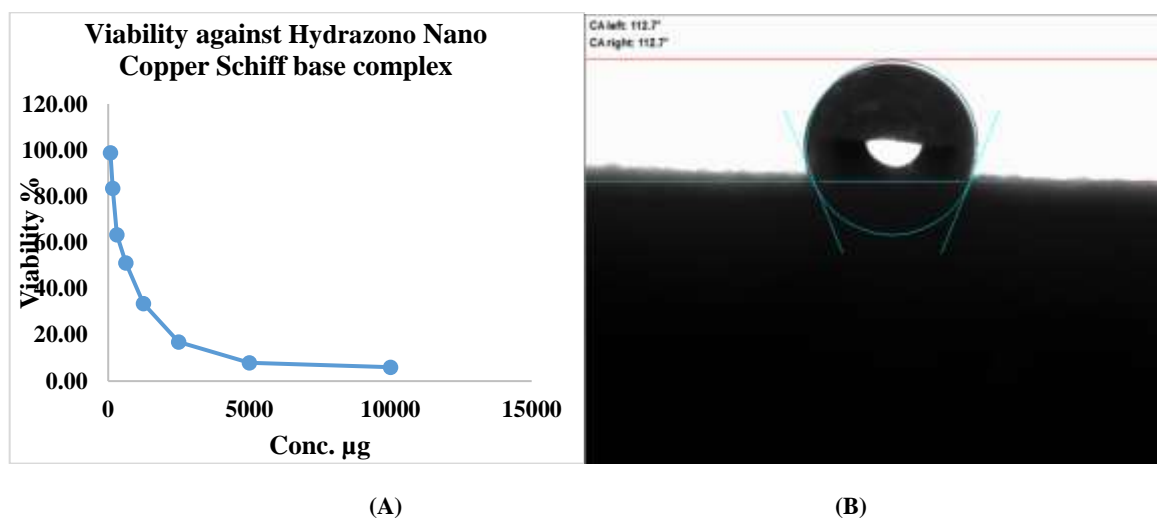 Viability against Hydrazono Nano
Copper Schiff base complex
120.00
100.00
80.00
60.00
40.00
20.00
0.00
Viability %
0 5000 10000 15000
Conc. µg
CA left: 112.7°
CA right: 112.7°
(A) (B)